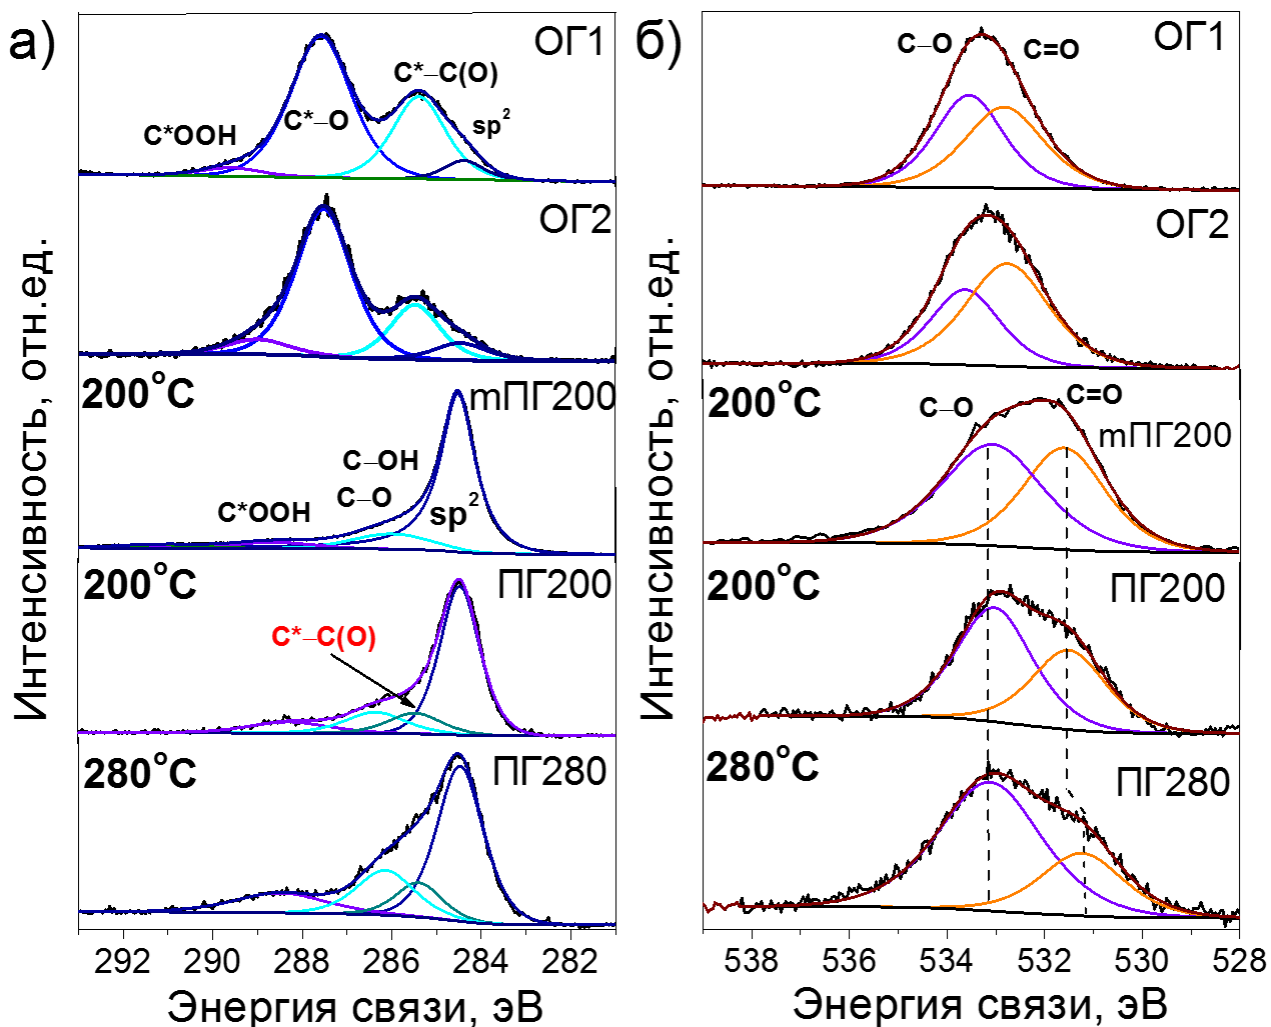 а)
ОГ1
C*–C(O)
C*OOH
C*–O
sp²
ОГ2
200°C
mПГ200
C–OH
C–O
C*OOH
sp²
200°C
ПГ200
C*–C(O)
280°C
ПГ280
292 290 288 286 284 282
Энергия связи, эВ
Интенсивность, отн.ед.
б)
ОГ1
C–O
C=O
ОГ2
200°C
C–O
C=O
mПГ200
200°C
ПГ200
280°C
ПГ280
538 536 534 532 530 528
Энергия связи, эВ
Интенсивность, отн.ед.